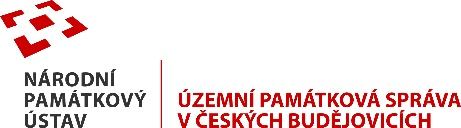 NÁRODNÍ
PAMÁTKOVÝ
ÚSTAV
ÚZEMNÍ PAMÁTKOVÁ SPRÁVA
V ČESKÝCH BUDĚJOVICÍCH